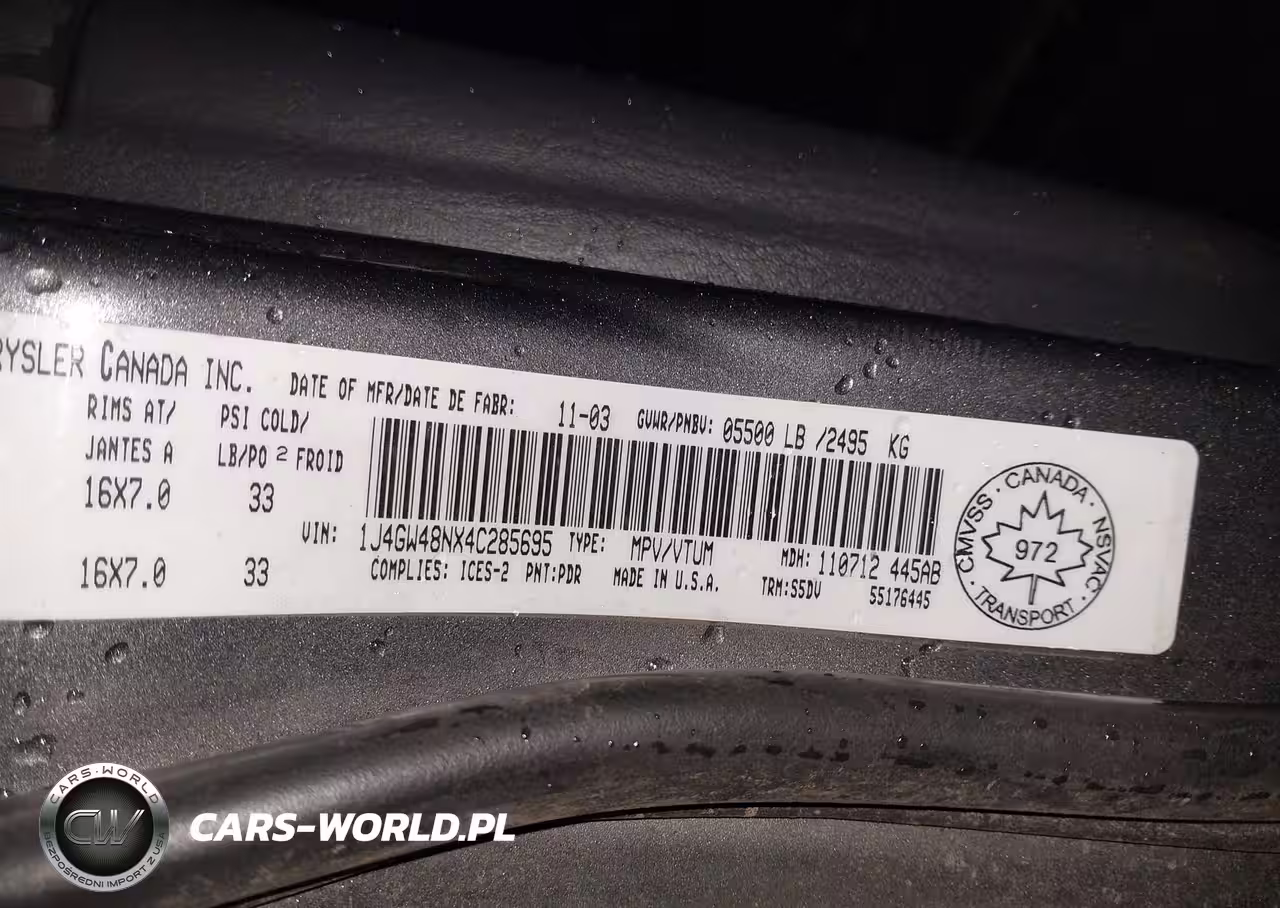 RYSLER CANADA INC. DATE OF MFR/DATE DE FABR: 11-03 GVWR/PNBV: 05500 LB /2495 KG
RIMS AT/ PSI COLD/
JANTES A LB/PO 2 FROID
16X7.0 33
VIN: 1J4GW48NX4C285695 TYPE: MPV/VTUM MDH: 110712 445AB
16X7.0 33 COMPLIES: ICES-2 PNT:PDR MADE IN U.S.A. TRM:S5DV 55176445
CMVSS · CANADA · NSVAC · TRANSPORT ·
972
CARS-WORLD
CW
BEZPOŚREDNI IMPORT Z USA
CARS-WORLD.PL